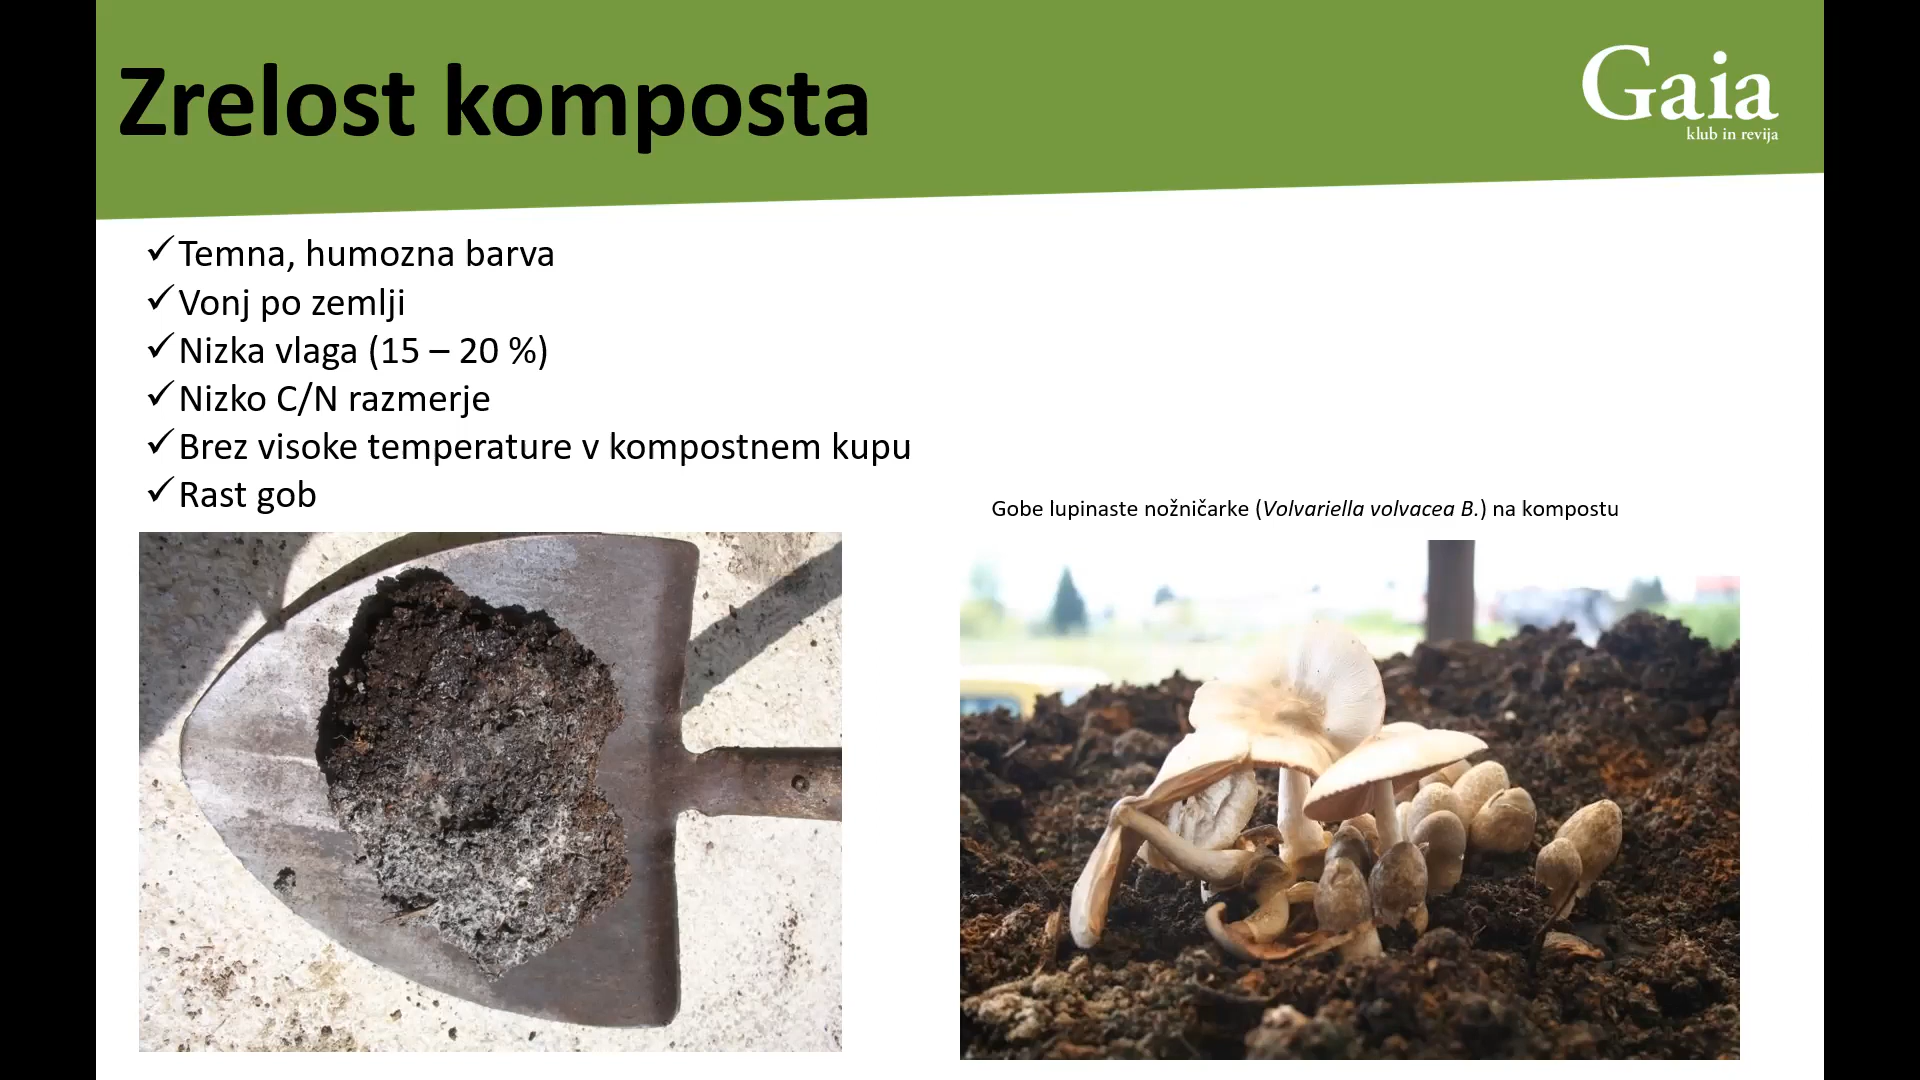 Zrelost komposta
Gaia
klub in revija
Temna, humozna barva
Vonj po zemlji
Nizka vlaga (15 – 20 %)
Nizko C/N razmerje
Brez visoke temperature v kompostnem kupu
Rast gob
Gobe lupinaste nožničarke (Volvariella volvacea B.) na kompostu